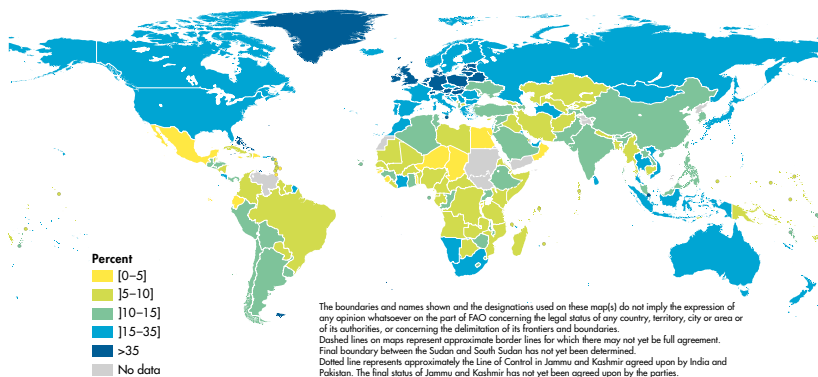 Percent
]0–5]
]5–10]
]10–15]
]15–35]
>35
No data
The boundaries and names shown and the designations used on these map(s) do not imply the expression of
any opinion whatsoever on the part of FAO concerning the legal status of any country, territory, city or area or
of its authorities, or concerning the delimitation of its frontiers and boundaries.
Dashed lines on maps represent approximate border lines for which there may not yet be full agreement.
Final boundary between the Sudan and South Sudan has not yet been determined.
Dotted line represents approximately the Line of Control in Jammu and Kashmir agreed upon by India and
Pakistan. The final status of Jammu and Kashmir has not yet been agreed upon by the parties.